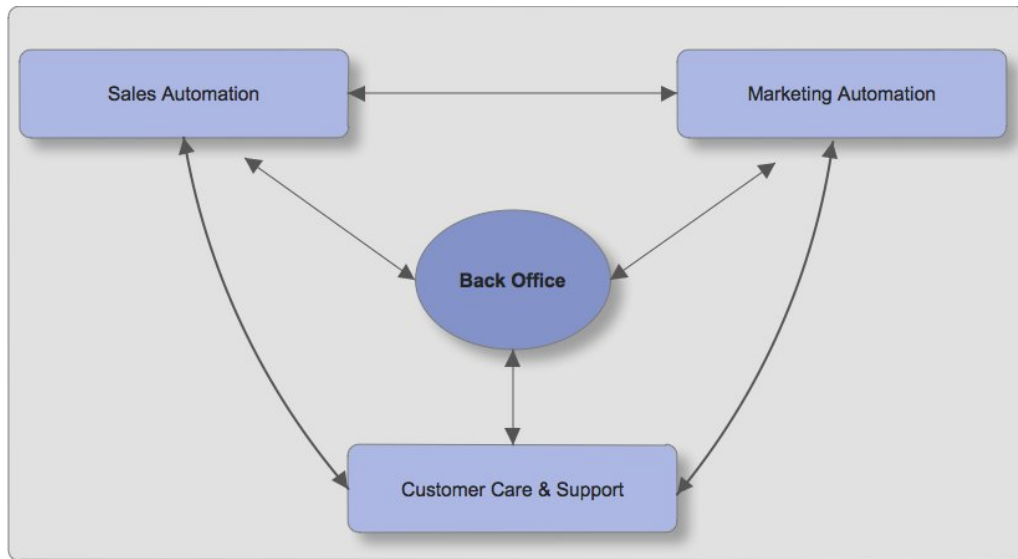 Sales Automation
Marketing Automation
Back Office
Customer Care & Support